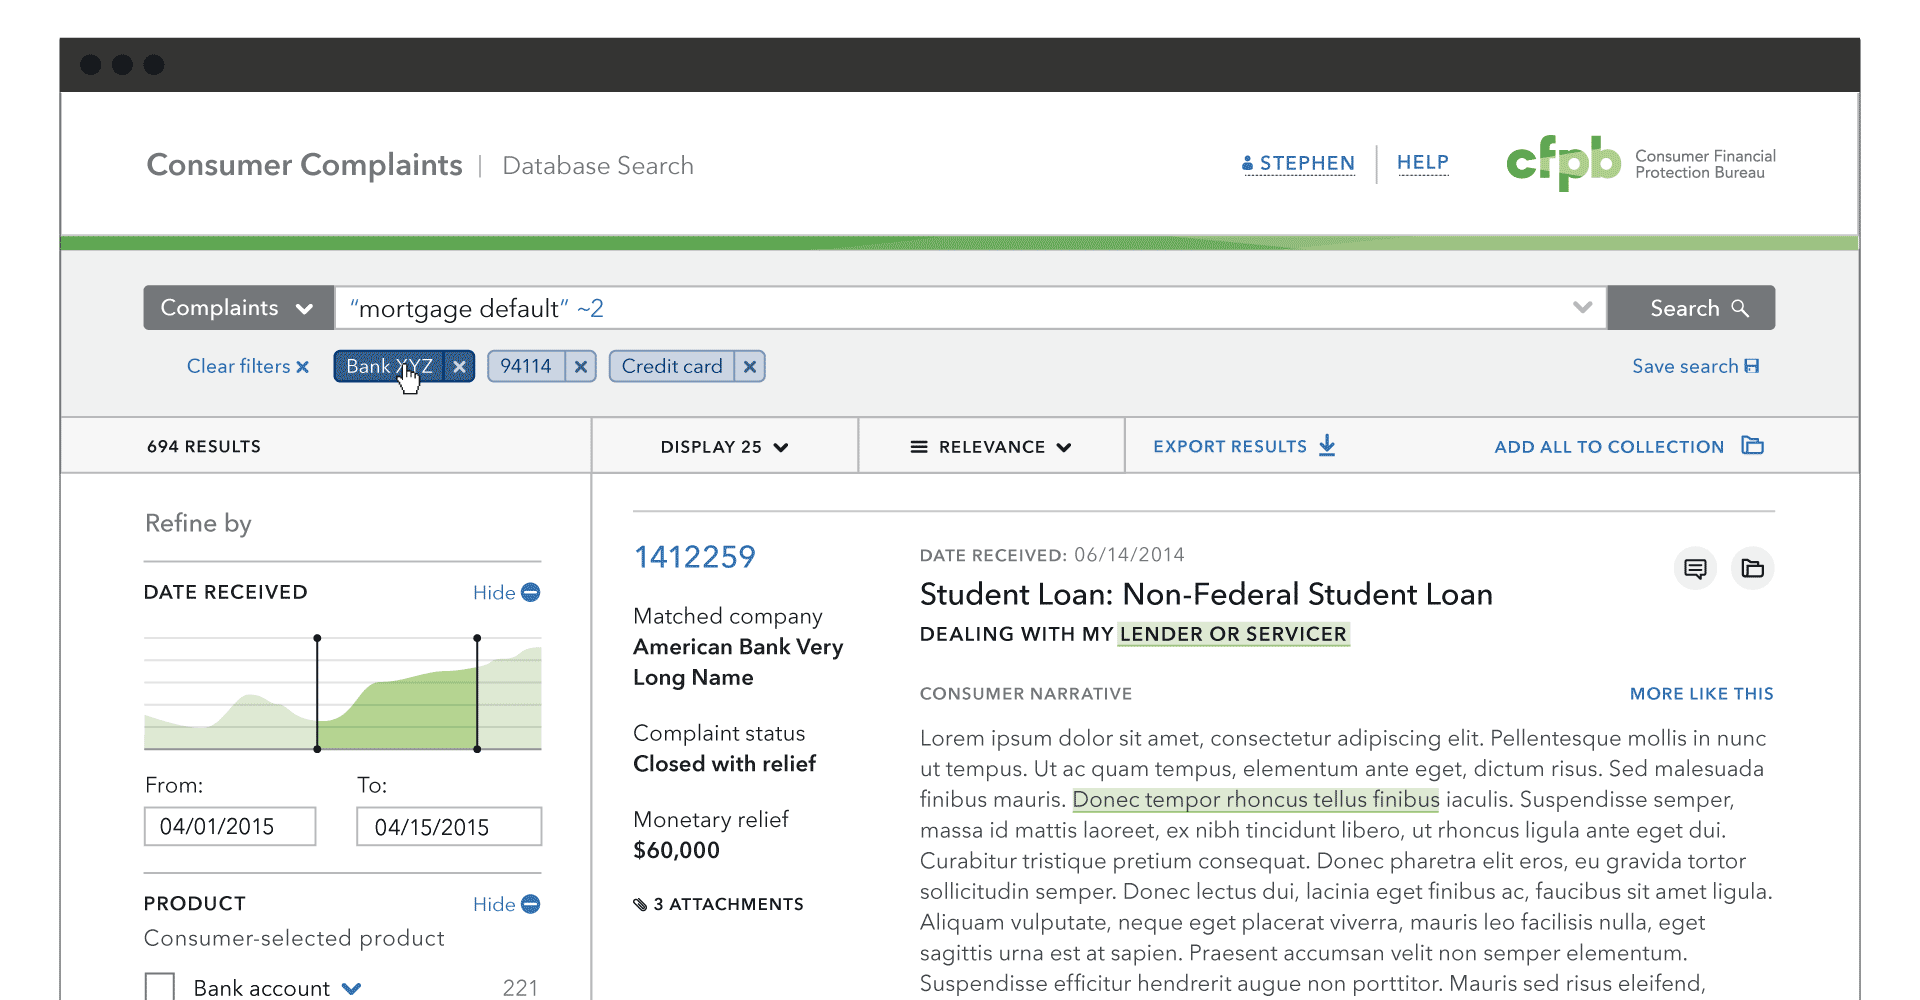 Consumer Complaints | Database Search
STEPHEN | HELP
cfpb Consumer Financial
Protection Bureau
Complaints
“mortgage default” ~2
Search
Clear filters
Bank XYZ
94114
Credit card
Save search
694 RESULTS
DISPLAY 25
RELEVANCE
EXPORT RESULTS
ADD ALL TO COLLECTION
Refine by
DATE RECEIVED
Hide
From:
To:
04/01/2015
04/15/2015
PRODUCT
Hide
Consumer-selected product
Bank account
221
1412259
Matched company
American Bank Very
Long Name
Complaint status
Closed with relief
Monetary relief
$60,000
3 ATTACHMENTS
DATE RECEIVED: 06/14/2014
Student Loan: Non-Federal Student Loan
DEALING WITH MY LENDER OR SERVICER
CONSUMER NARRATIVE
MORE LIKE THIS
Lorem ipsum dolor sit amet, consectetur adipiscing elit. Pellentesque mollis in nunc
ut tempus. Ut ac quam tempus, elementum ante eget, dictum risus. Sed malesuada
finibus mauris. Donec tempor rhoncus tellus finibus iaculis. Suspendisse semper,
massa id mattis laoreet, ex nibh tincidunt libero, ut rhoncus ligula ante eget dui.
Curabitur tristique pretium consequat. Donec pharetra elit eros, eu gravida tortor
sollicitudin semper. Donec lectus dui, lacinia eget finibus ac, faucibus sit amet ligula.
Aliquam vulputate, neque eget placerat viverra, mauris leo facilisis nulla, eget
sagittis urna est at sapien. Praesent accumsan velit non semper elementum.
Suspendisse efficitur hendrerit augue non porttitor. Mauris sed risus eleifend,